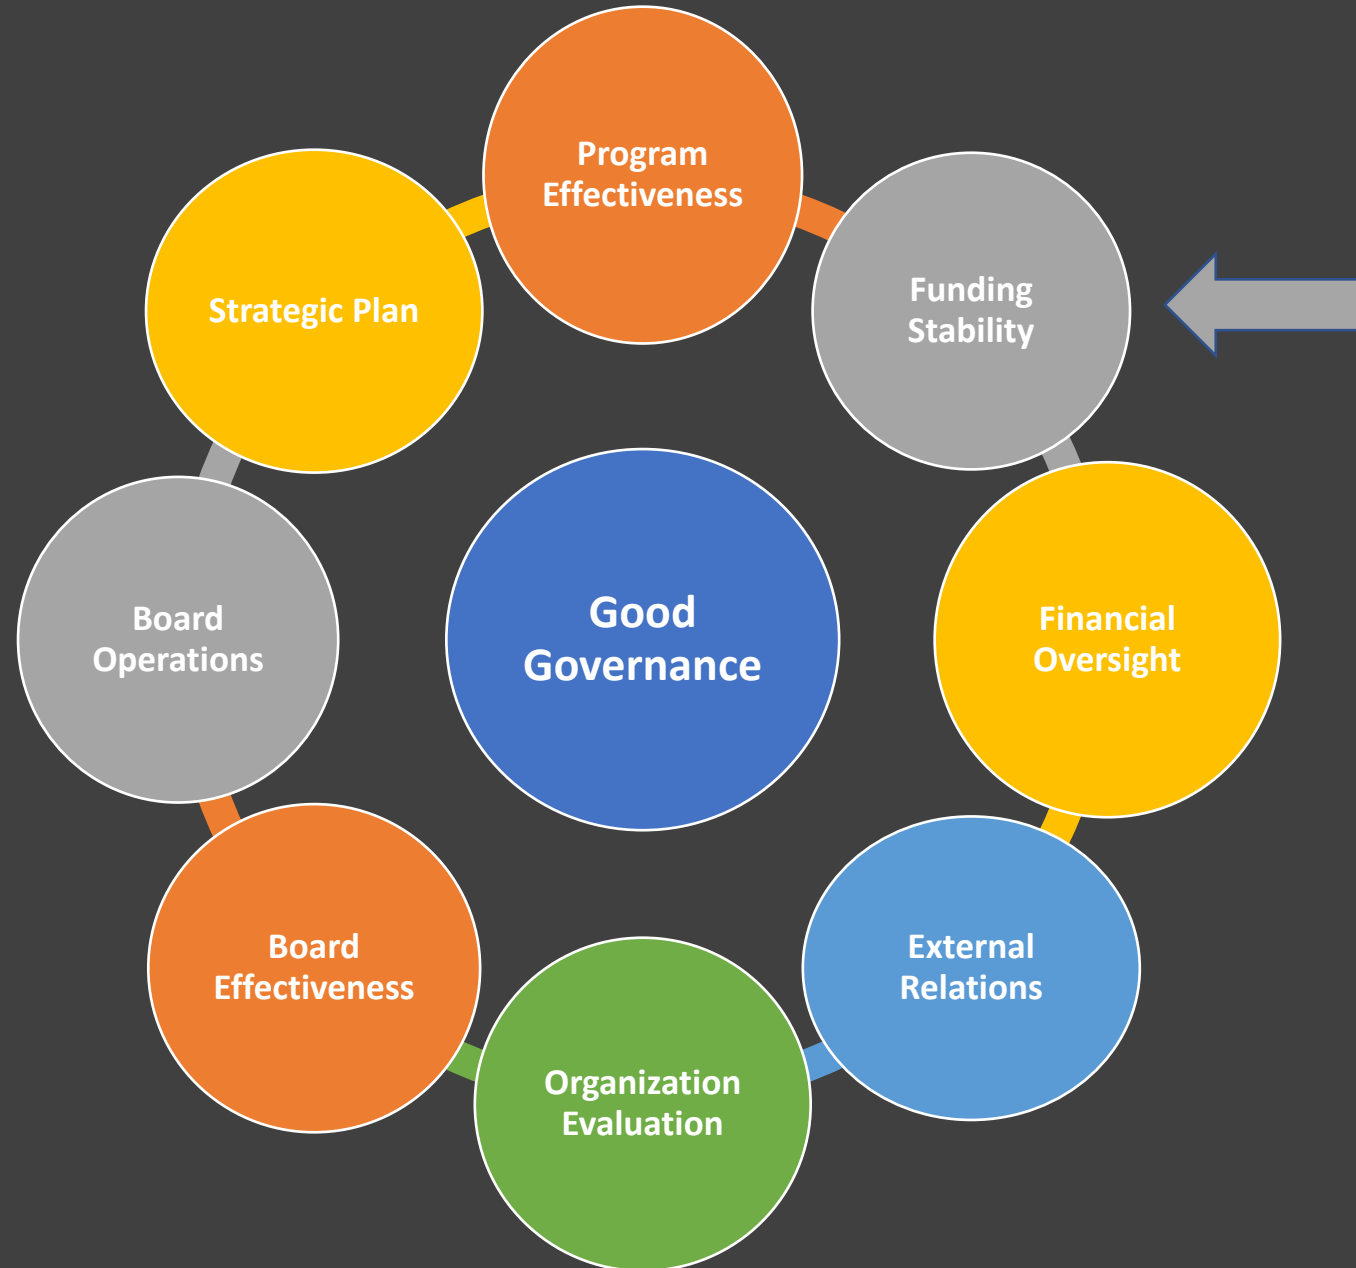 Program
Effectiveness
Funding
Stability
Financial
Oversight
External
Relations
Organization
Evaluation
Board
Effectiveness
Board
Operations
Strategic Plan
Good
Governance